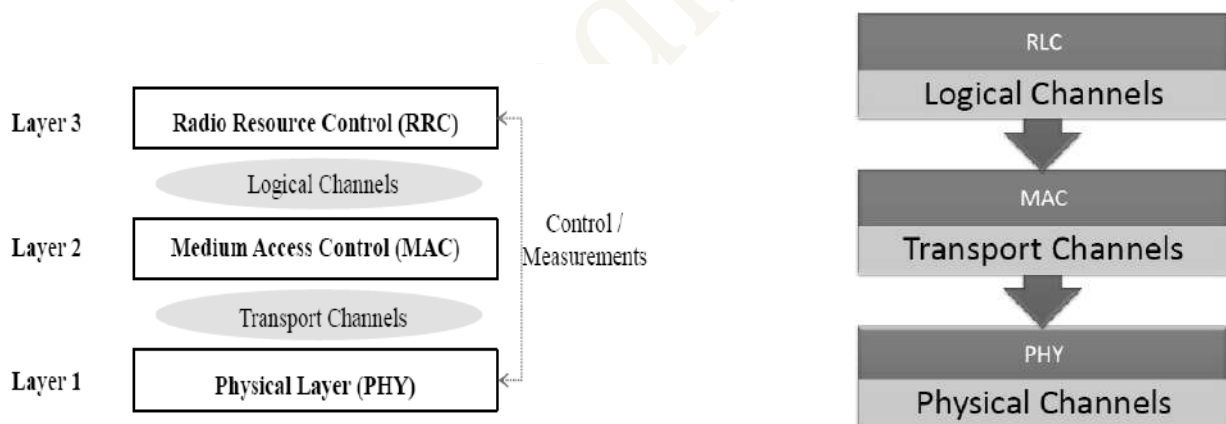 Layer 3
Radio Resource Control (RRC)
Logical Channels
Layer 2
Medium Access Control (MAC)
Transport Channels
Layer 1
Physical Layer (PHY)
Control /
Measurements
RLC
Logical Channels
MAC
Transport Channels
PHY
Physical Channels